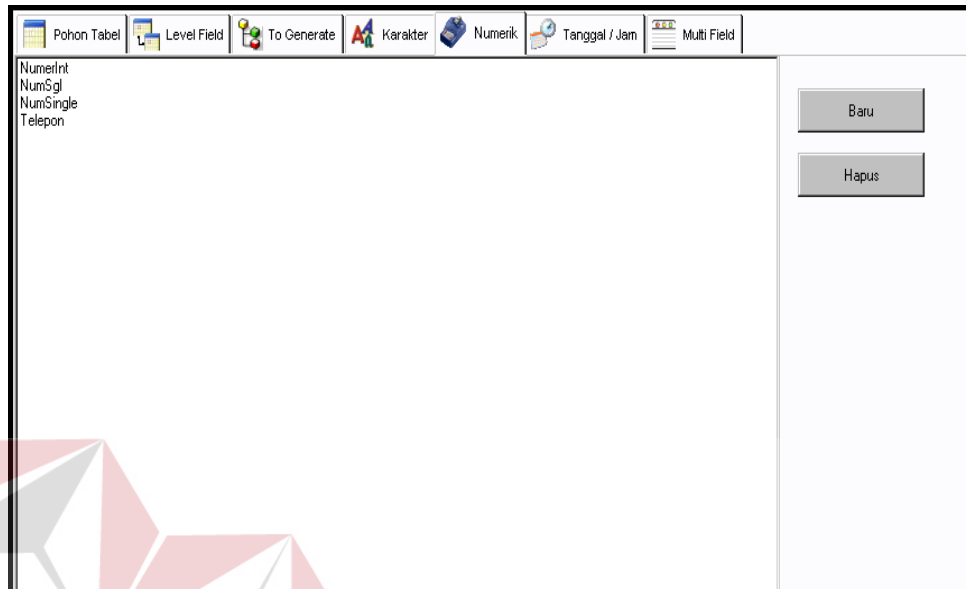 Pohon Tabel Level Field To Generate Karakter Numerik Tanggal / Jam Multi Field
NumerInt
NumSgl
NumSingle
Telepon
Baru
Hapus